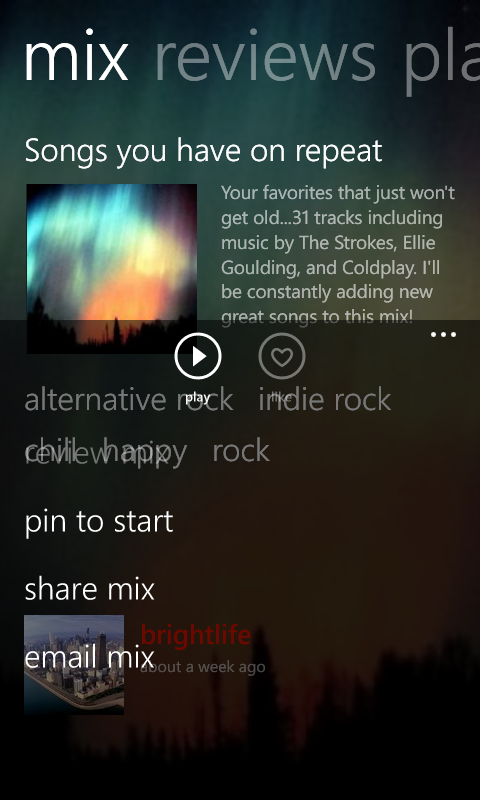 mix reviews pla
Songs you have on repeat
Your favorites that just won't
get old...31 tracks including
music by The Strokes, Ellie
Goulding, and Coldplay. I'll
be constantly adding new
great songs to this mix!
play like
alternative rock indie rock
chill happy rock
review mix
pin to start
share mix
brightlife
email mix
about a week ago